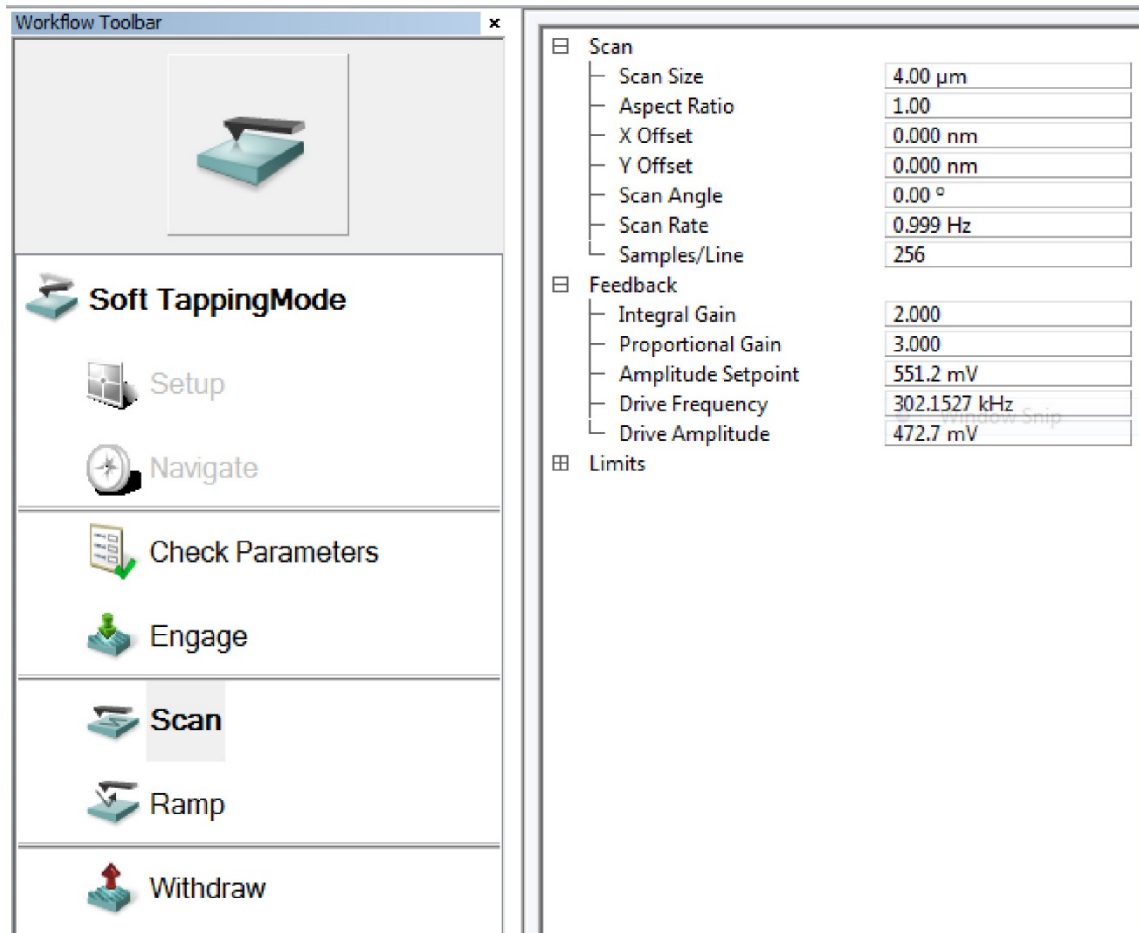 Workflow Toolbar x
Soft TappingMode
Setup
Navigate
Check Parameters
Engage
Scan
Ramp
Withdraw
Scan
Scan Size 4.00 µm
Aspect Ratio 1.00
X Offset 0.000 nm
Y Offset 0.000 nm
Scan Angle 0.00 º
Scan Rate 0.999 Hz
Samples/Line 256
Feedback
Integral Gain 2.000
Proportional Gain 3.000
Amplitude Setpoint 551.2 mV
Drive Frequency 302.1527 kHz
Window Snip
Drive Amplitude 472.7 mV
Limits